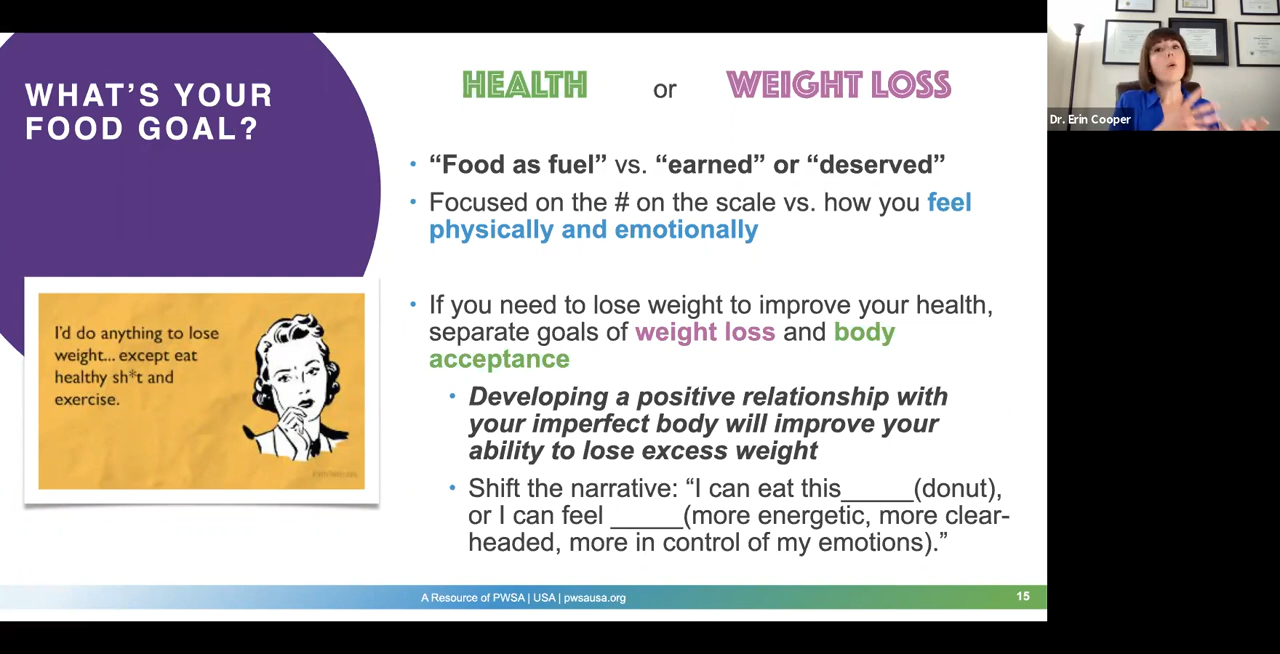 WHAT'S YOUR
FOOD GOAL?
HEALTH or WEIGHT LOSS
• “Food as fuel” vs. “earned” or “deserved”
• Focused on the # on the scale vs. how you feel
physically and emotionally
• If you need to lose weight to improve your health,
separate goals of weight loss and body
acceptance
• Developing a positive relationship with
your imperfect body will improve your
ability to lose excess weight
• Shift the narrative: “I can eat this_____(donut),
or I can feel _____(more energetic, more clear-
headed, more in control of my emotions).”
I'd do anything to lose
weight... except eat
healthy sh*t and
exercise.
A Resource of PWSA | USA | pwsausa.org
15
Dr. Erin Cooper